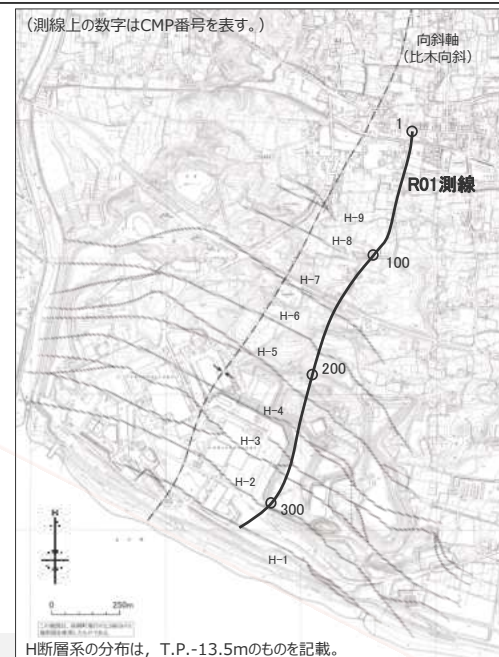 (測線上の数字はCMP番号を表す。)
向斜軸
(比木向斜)
1
R01測線
H-9
H-8
100
H-7
H-6
H-5
200
H-4
H-3
H-2
300
H-1
0 250m
H断層系の分布は，T.P.-13.5mのものを記載。